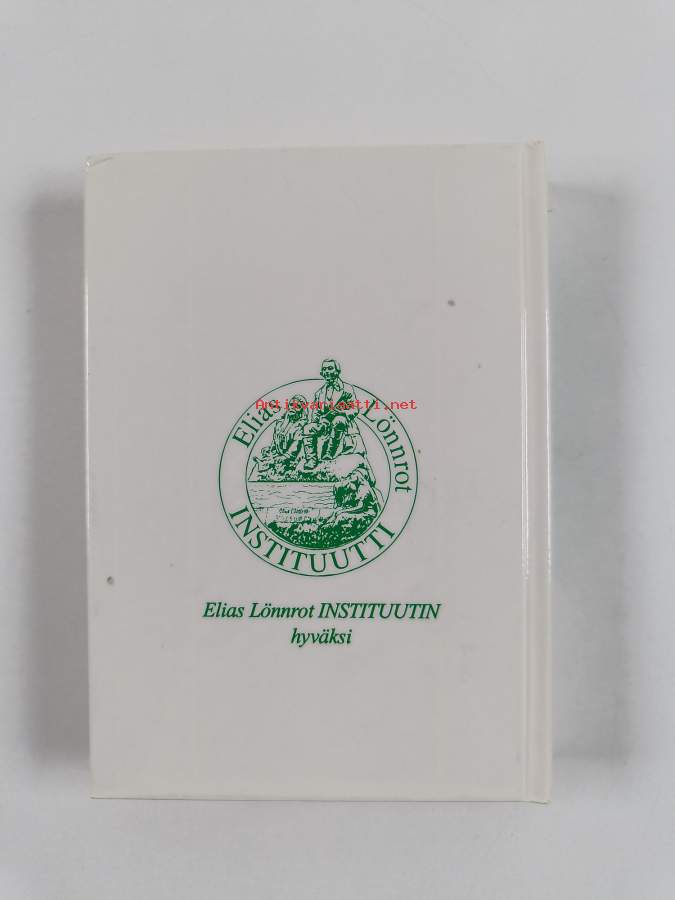 Antikvariaatti.net
Elias Lönnrot
INSTITUUTTI
Elias Lönnrot INSTITUUTIN
hyväksi